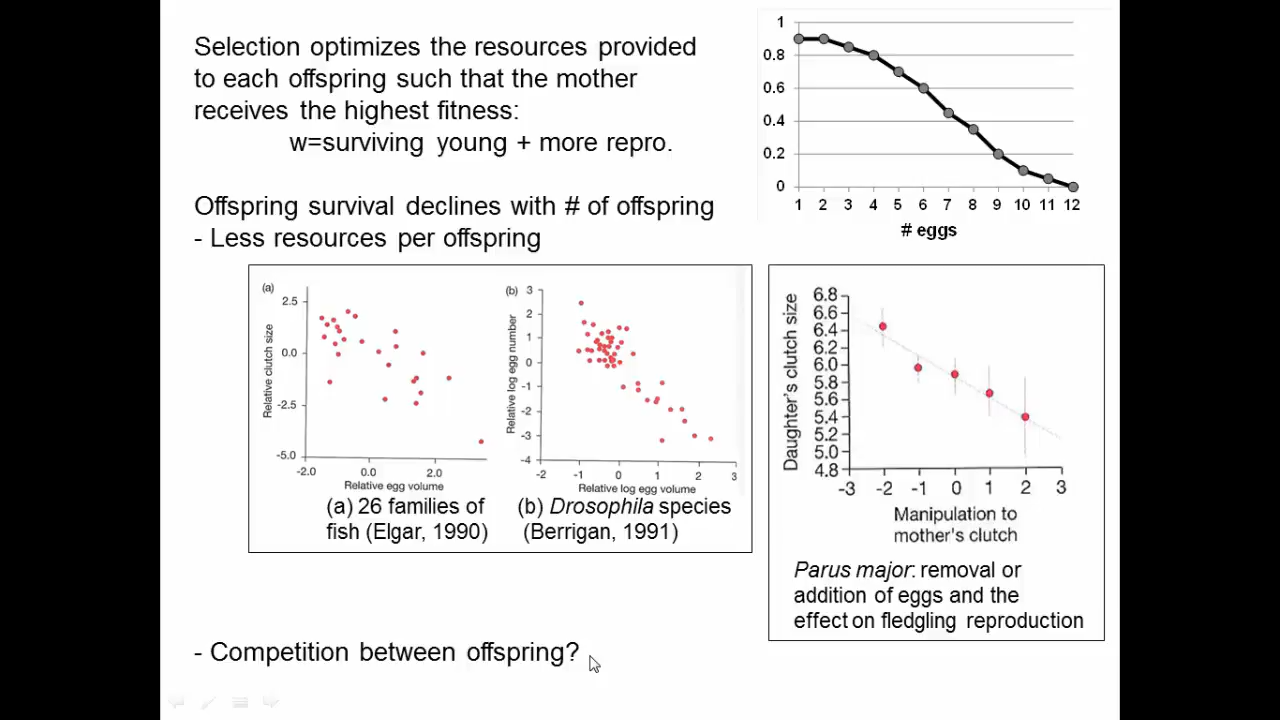 Selection optimizes the resources provided
to each offspring such that the mother
receives the highest fitness:
w=surviving young + more repro.
Offspring survival declines with # of offspring
- Less resources per offspring
1
0.8
0.6
0.4
0.2
0
1 2 3 4 5 6 7 8 9 10 11 12
# eggs
(a)
Relative clutch size
2.5
0.0
-2.5
-5.0
-2.0 0.0 2.0
Relative egg volume
(a) 26 families of
fish (Elgar, 1990)
(b)
Relative log egg number
3
2
1
0
-1
-2
-3
-4
-2 -1 0 1 2 3
Relative log egg volume
(b) Drosophila species
(Berrigan, 1991)
Daughter's clutch size
6.8
6.6
6.4
6.2
6.0
5.8
5.6
5.4
5.2
5.0
4.8
-3 -2 -1 0 1 2 3
Manipulation to
mother's clutch
Parus major: removal or
addition of eggs and the
effect on fledgling reproduction
- Competition between offspring?